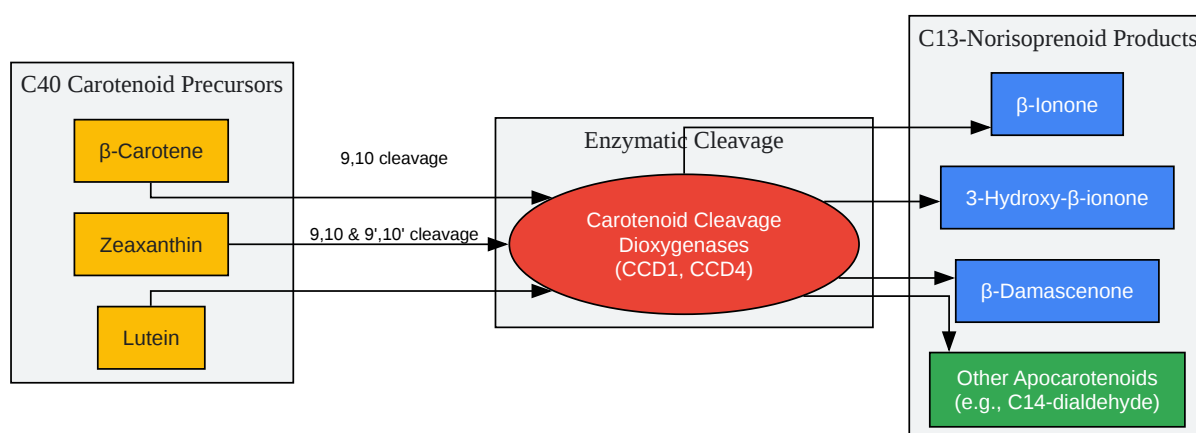 C40 Carotenoid Precursors
β-Carotene
Zeaxanthin
Lutein
9,10 cleavage
9,10 & 9',10' cleavage
Enzymatic Cleavage
Carotenoid Cleavage
Dioxygenases
(CCD1, CCD4)
C13-Norisoprenoid Products
β-Ionone
3-Hydroxy-β-ionone
β-Damascenone
Other Apocarotenoids
(e.g., C14-dialdehyde)